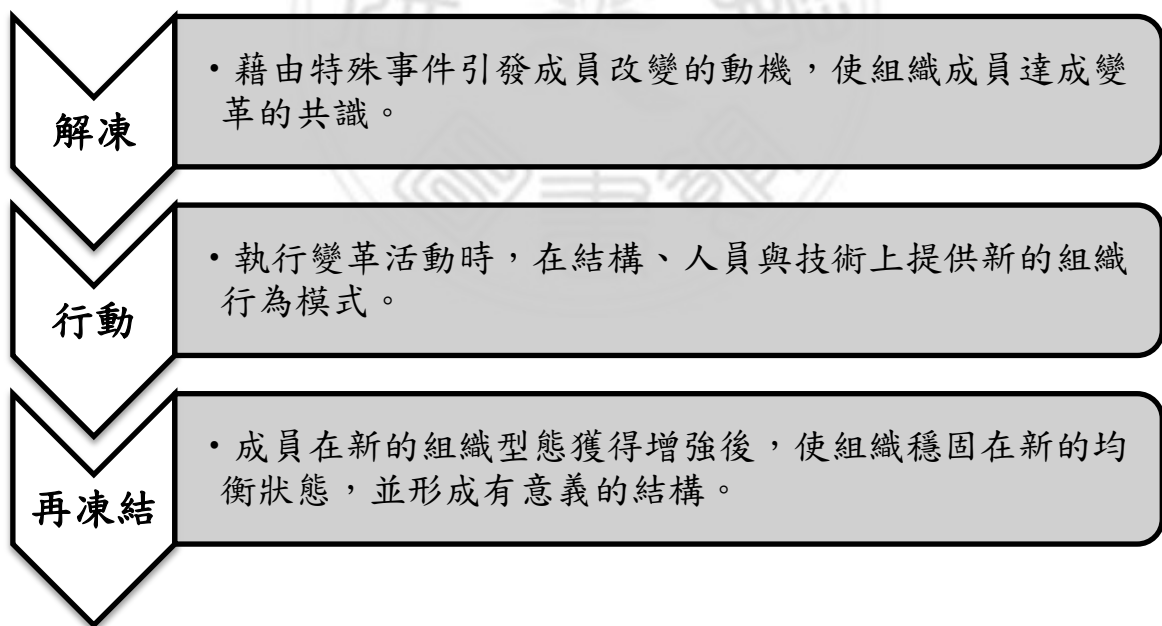 解凍
•藉由特殊事件引發成員改變的動機，使組織成員達成變
革的共識。
行動
•執行變革活動時，在結構、人員與技術上提供新的組織
行為模式。
再凍結
•成員在新的組織型態獲得增強後，使組織穩固在新的均
衡狀態，並形成有意義的結構。